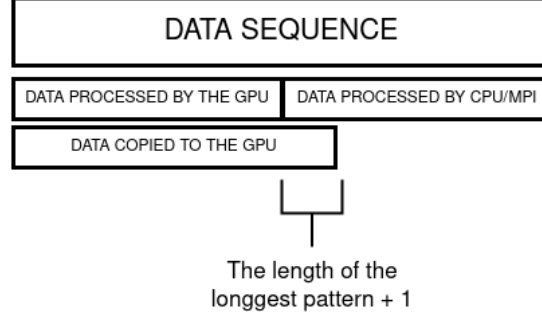 DATA SEQUENCE
DATA PROCESSED BY THE GPU
DATA PROCESSED BY CPU/MPI
DATA COPIED TO THE GPU
The length of the
longgest pattern + 1